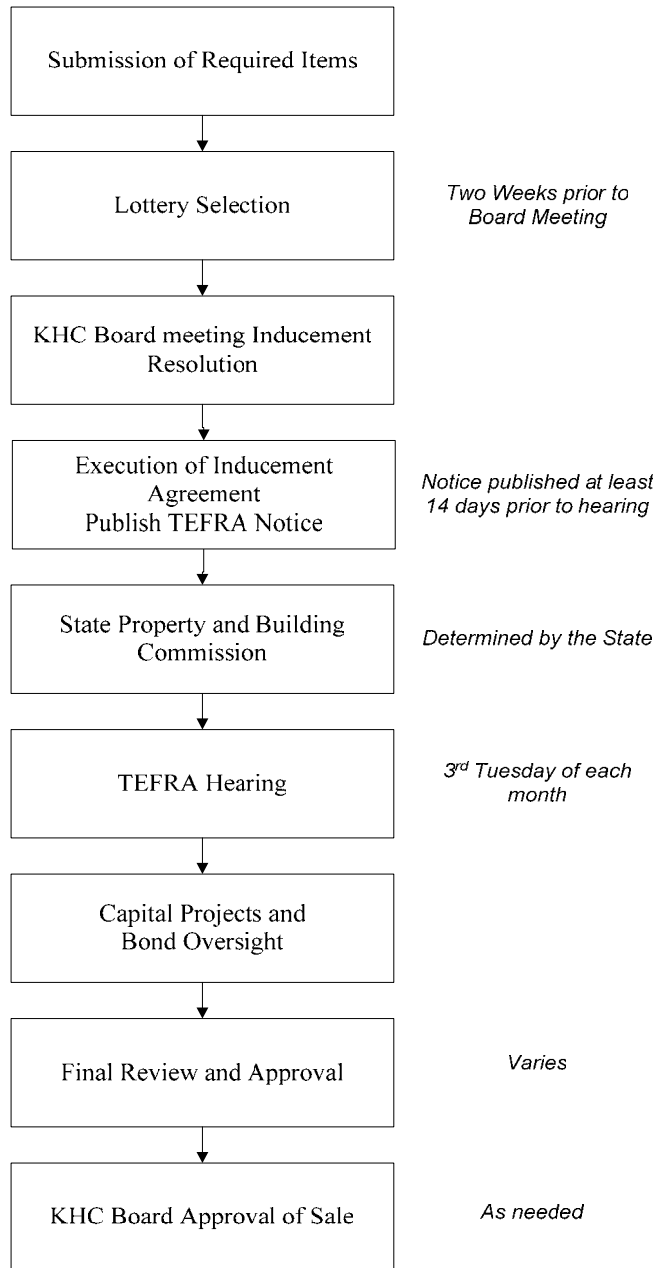 Submission of Required Items
Lottery Selection
Two Weeks prior to
Board Meeting
KHC Board meeting Inducement
Resolution
Execution of Inducement
Agreement
Publish TEFRA Notice
Notice published at least
14 days prior to hearing
State Property and Building
Commission
Determined by the State
TEFRA Hearing
3rd Tuesday of each
month
Capital Projects and
Bond Oversight
Final Review and Approval
Varies
KHC Board Approval of Sale
As needed